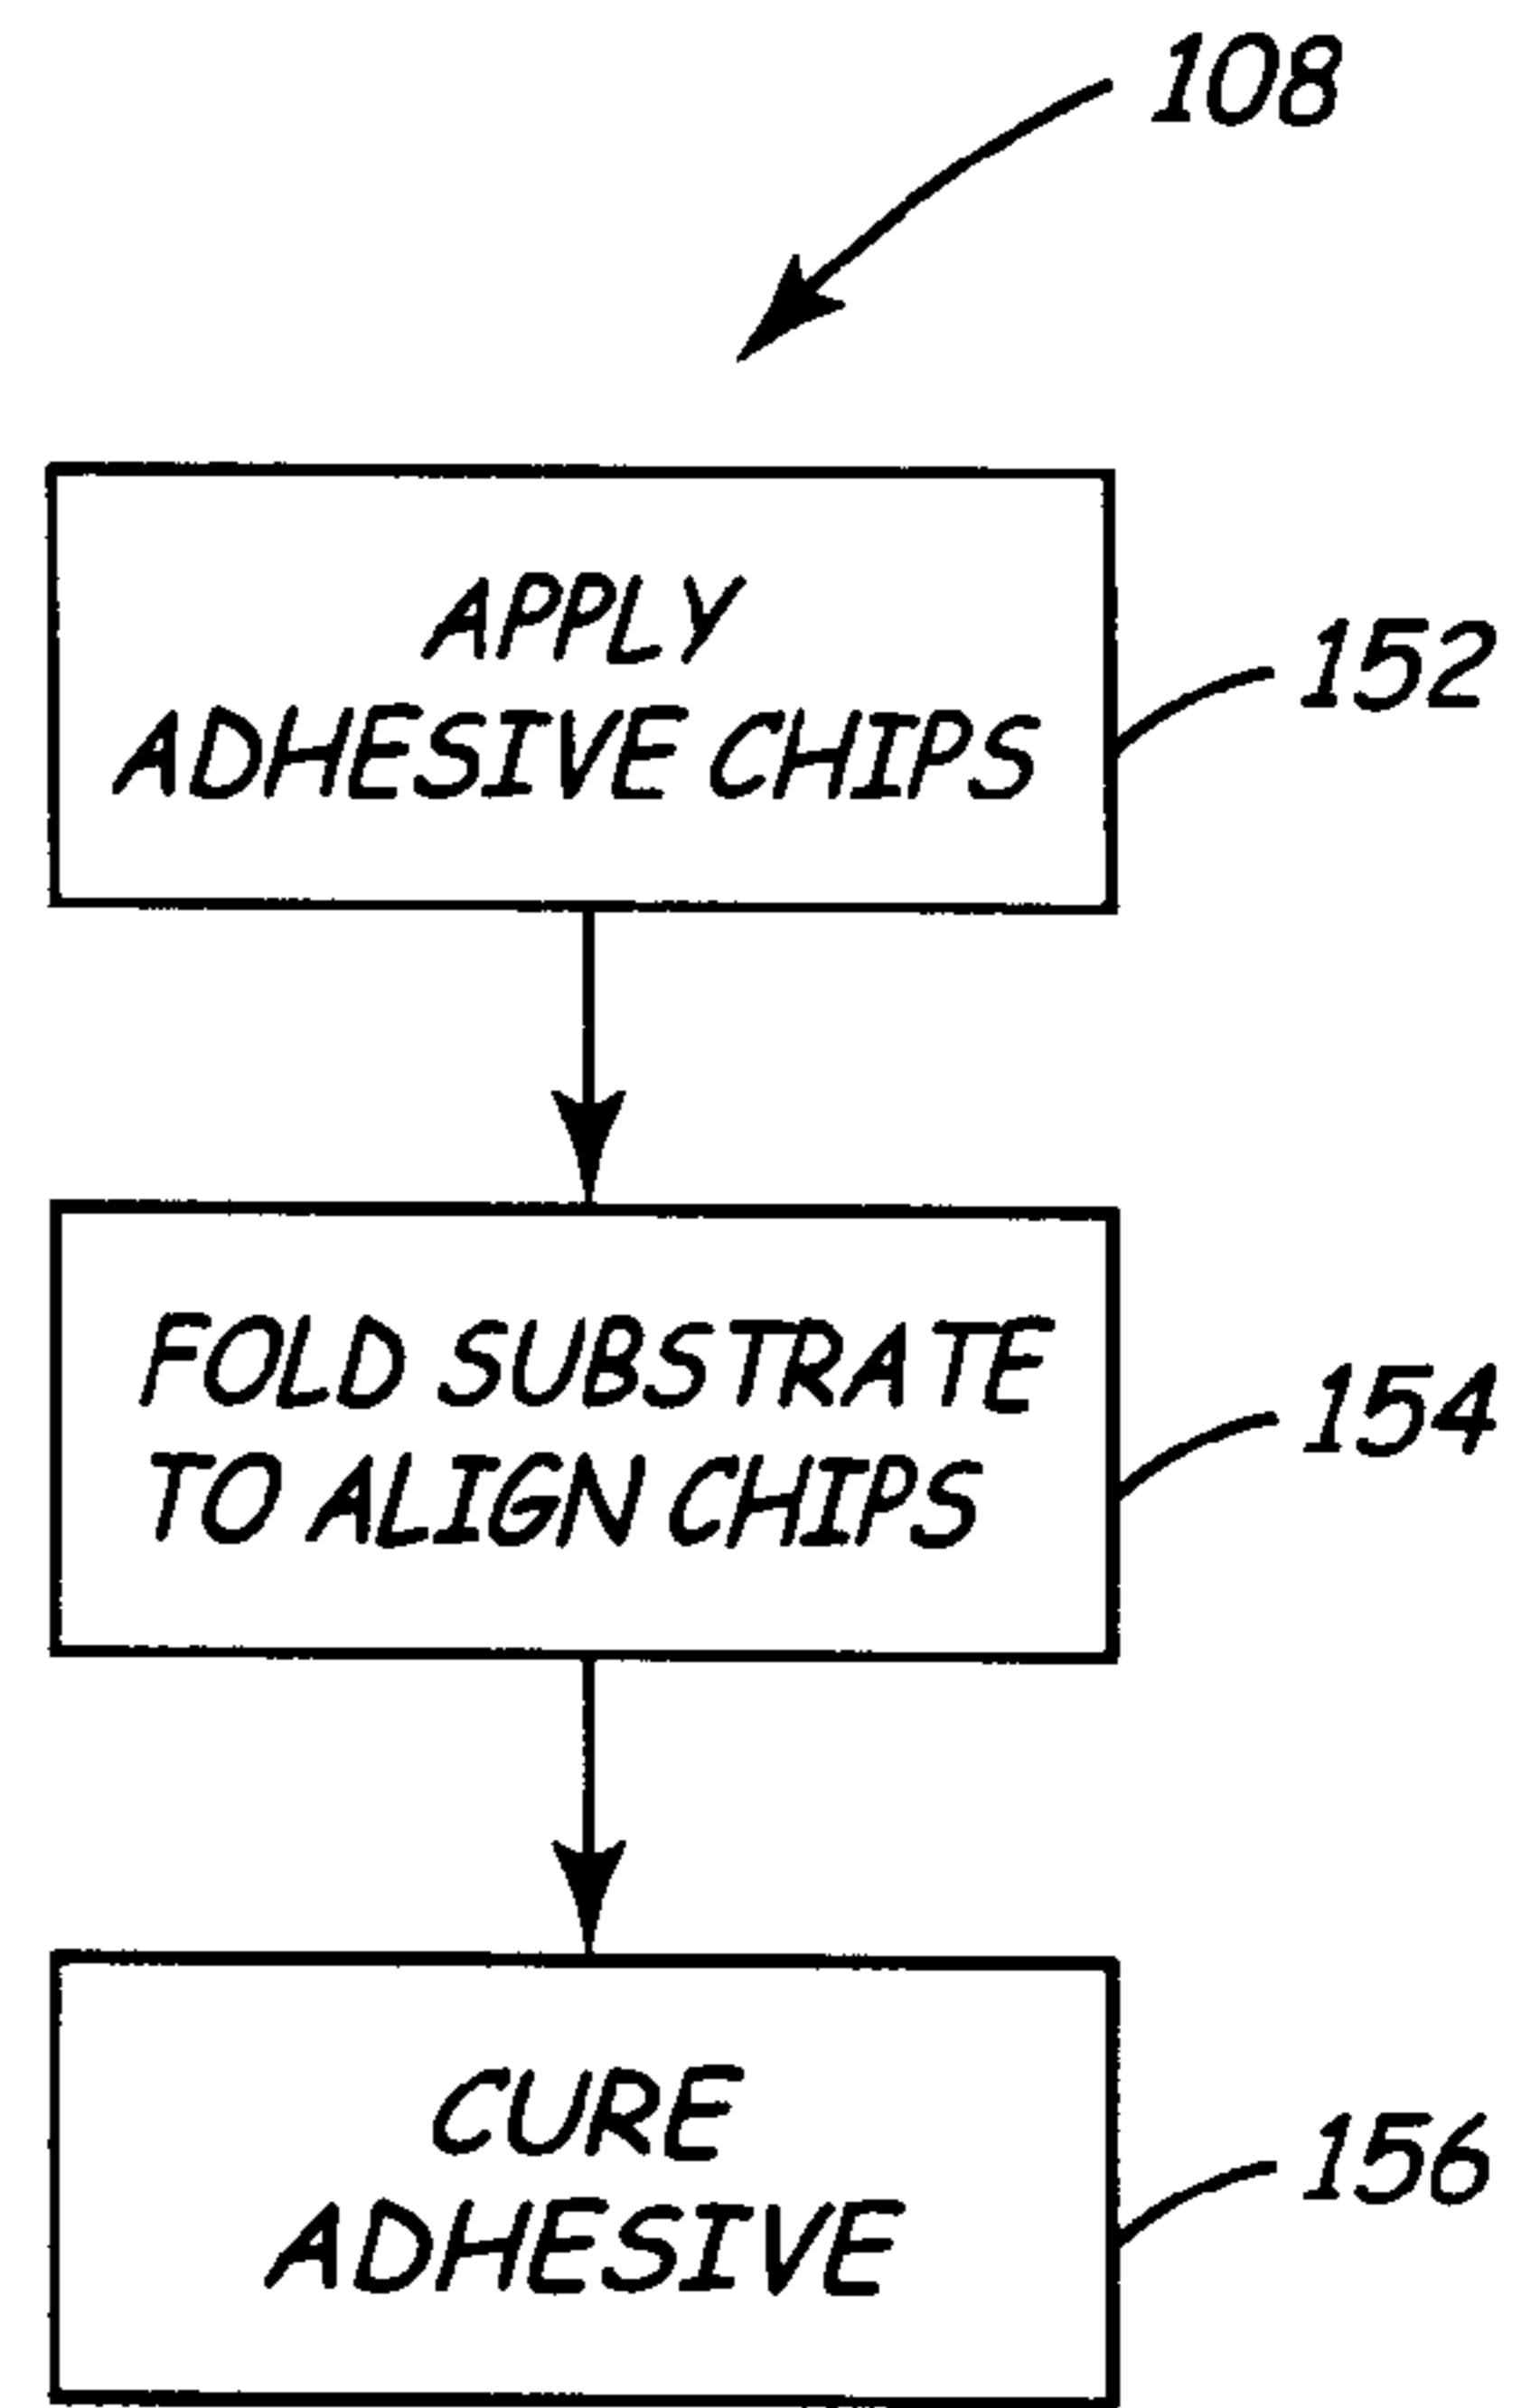 108
APPLY
ADHESIVE CHIPS
152
FOLD SUBSTRATE
TO ALIGN CHIPS
154
CURE
ADHESIVE
156